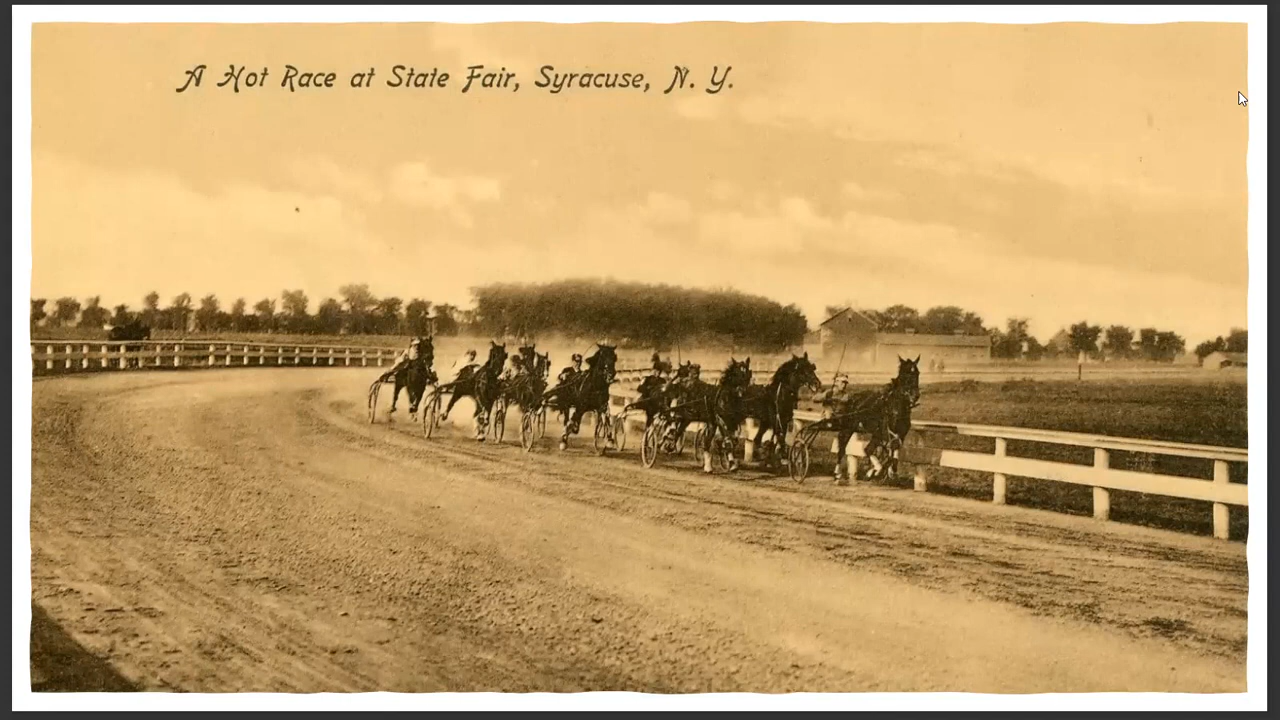 A Hot Race at State Fair, Syracuse, N. Y.